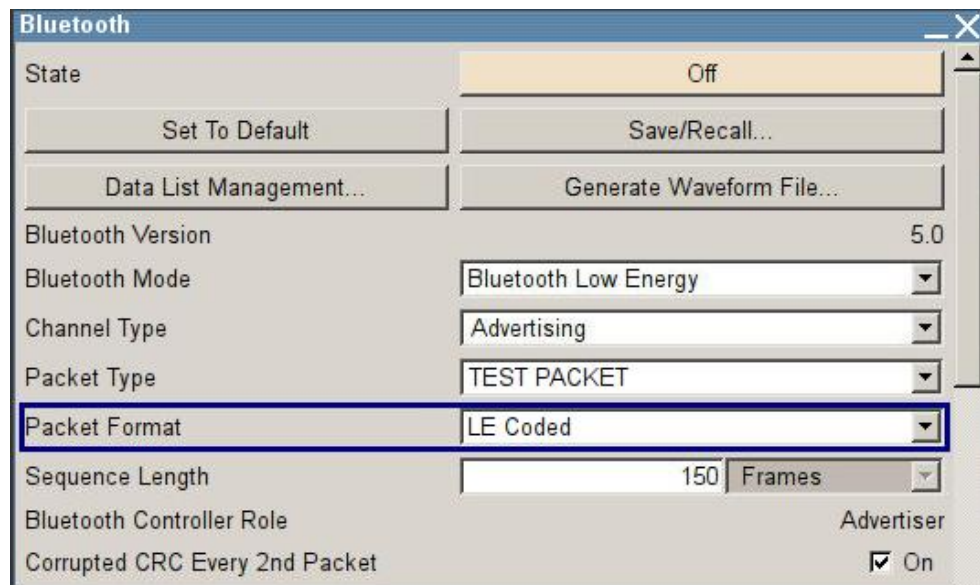 Bluetooth
State Off
Set To Default Save/Recall...
Data List Management... Generate Waveform File...
Bluetooth Version 5.0
Bluetooth Mode Bluetooth Low Energy
Channel Type Advertising
Packet Type TEST PACKET
Packet Format LE Coded
Sequence Length 150 Frames
Bluetooth Controller Role Advertiser
Corrupted CRC Every 2nd Packet On